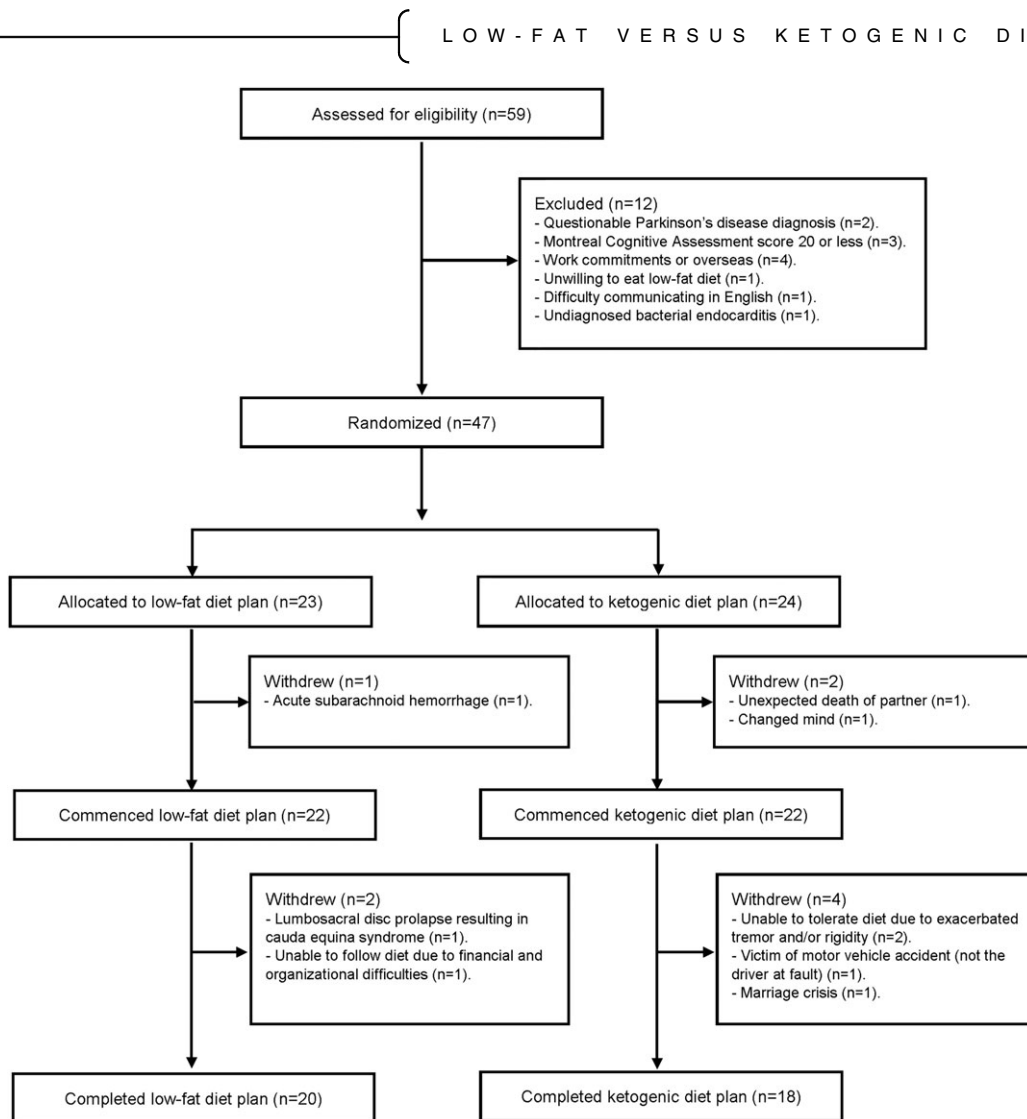 LOW-FAT VERSUS KETOGENIC DI
Assessed for eligibility (n=59)
Excluded (n=12)
- Questionable Parkinson's disease diagnosis (n=2).
- Montreal Cognitive Assessment score 20 or less (n=3).
- Work commitments or overseas (n=4).
- Unwilling to eat low-fat diet (n=1).
- Difficulty communicating in English (n=1).
- Undiagnosed bacterial endocarditis (n=1).
Randomized (n=47)
Allocated to low-fat diet plan (n=23)
Allocated to ketogenic diet plan (n=24)
Withdrew (n=1)
- Acute subarachnoid hemorrhage (n=1).
Withdrew (n=2)
- Unexpected death of partner (n=1).
- Changed mind (n=1).
Commenced low-fat diet plan (n=22)
Commenced ketogenic diet plan (n=22)
Withdrew (n=2)
- Lumbosacral disc prolapse resulting in
cauda equina syndrome (n=1).
- Unable to follow diet due to financial and
organizational difficulties (n=1).
Withdrew (n=4)
- Unable to tolerate diet due to exacerbated
tremor and/or rigidity (n=2).
- Victim of motor vehicle accident (not the
driver at fault) (n=1).
- Marriage crisis (n=1).
Completed low-fat diet plan (n=20)
Completed ketogenic diet plan (n=18)